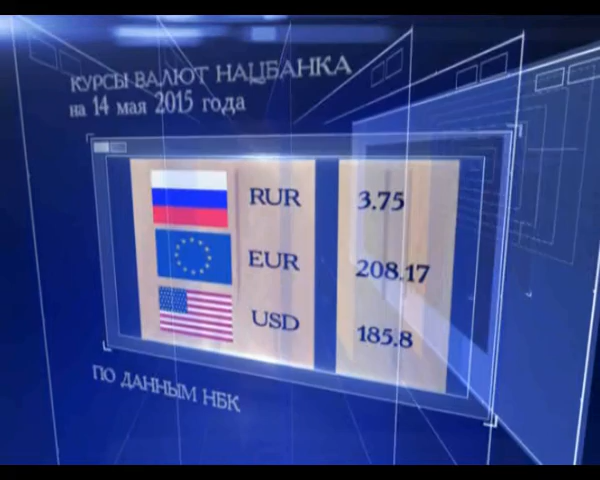 КУРСЫ ВАЛЮТ НАЦБАНКА
на 14 мая 2015 года
RUR 3.75
EUR 208.17
USD 185.8
ПО ДАННЫМ НБК